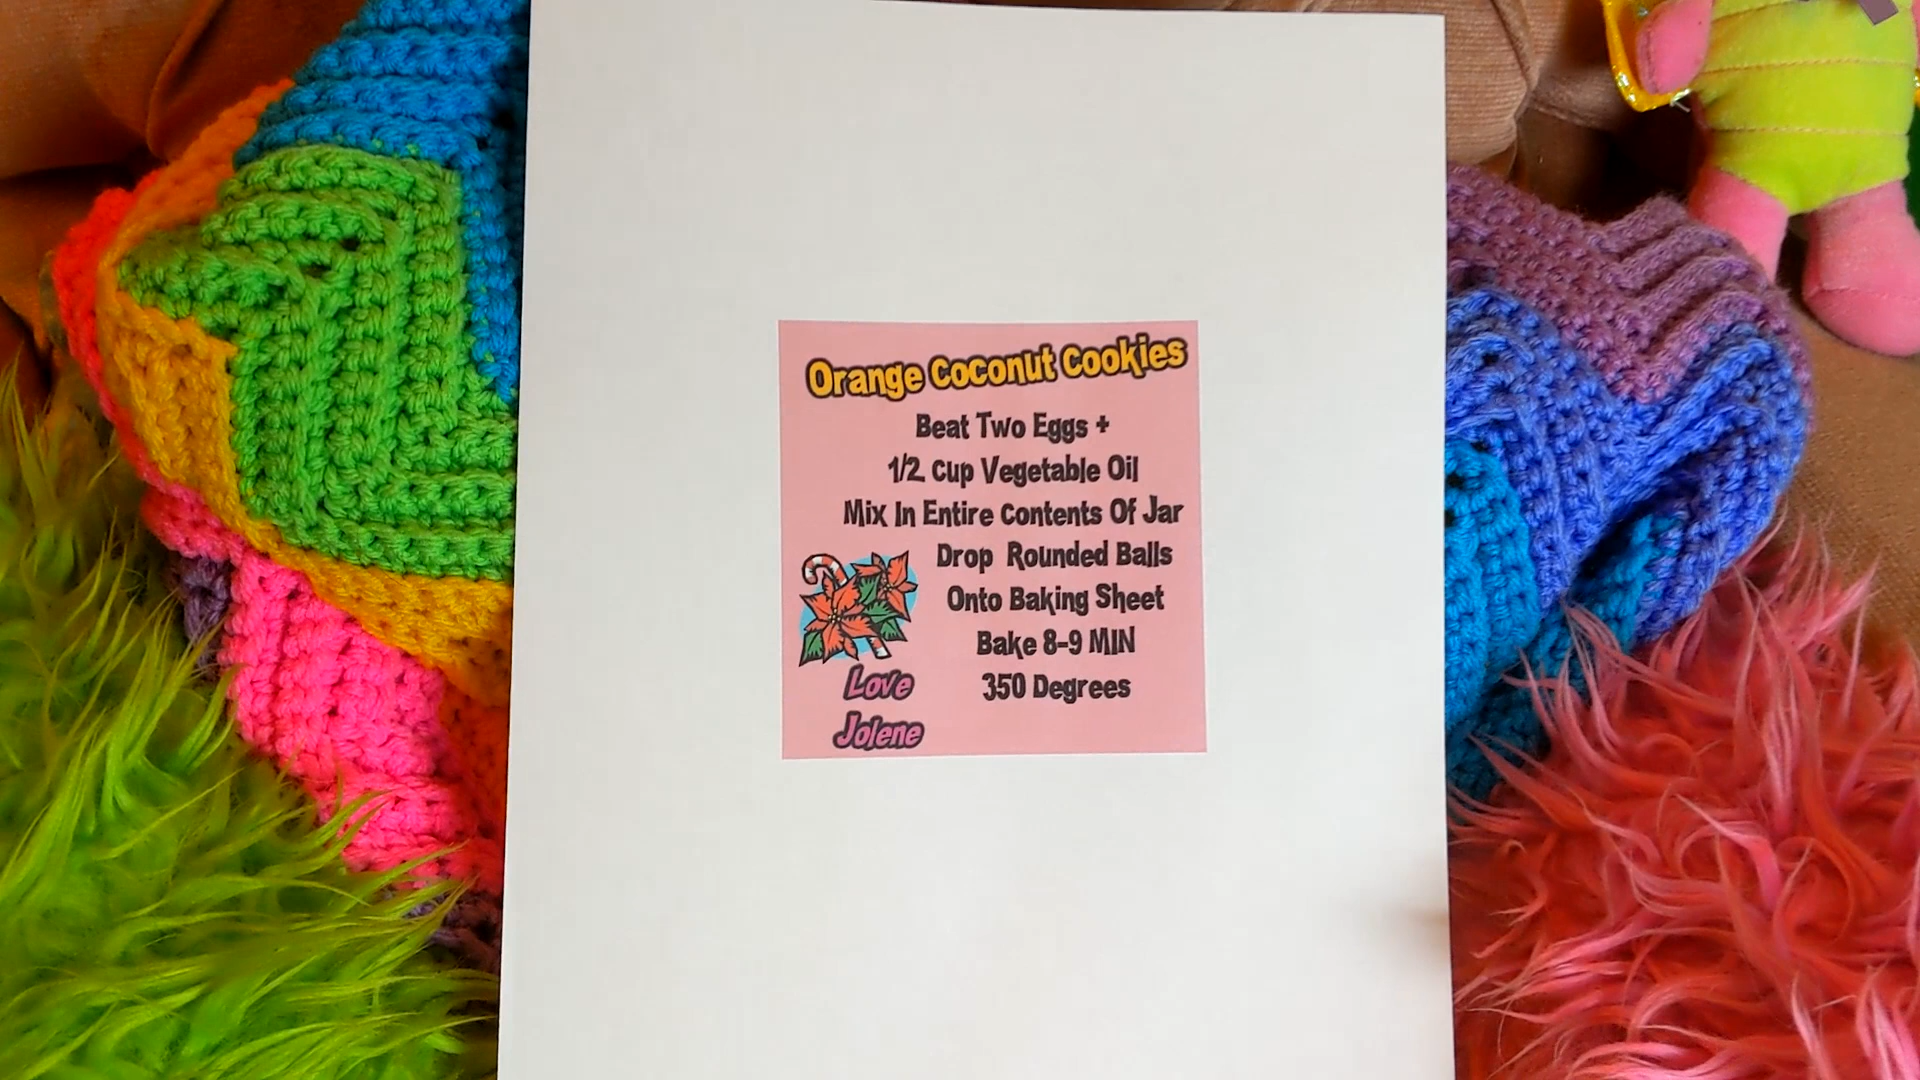 Orange Coconut Cookies
Beat Two Eggs +
1/2 Cup Vegetable Oil
Mix In Entire Contents Of Jar
Drop Rounded Balls
Onto Baking Sheet
Bake 8-9 MIN
350 Degrees
Love
Jolene